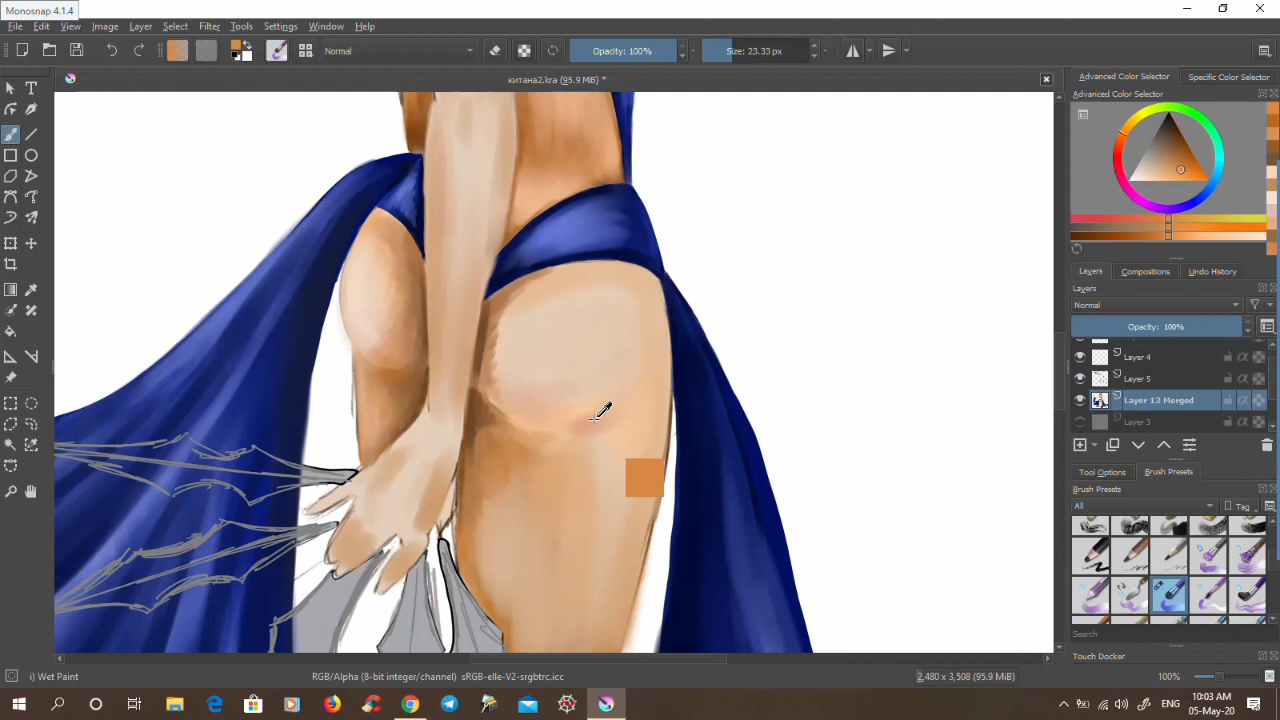 Monosnap 4.1.4
File Edit View Image Layer Select Filter Tools Settings Window Help
Normal Opacity: 100% Size: 23.33 px
китана2.kra (95.9 MB) *
Advanced Color Selector Specific Color Selector
Advanced Color Selector
Layers Compositions Undo History
Layers
Normal
Opacity: 100%
Layer 4
Layer 5
Layer 13 Merged
Layer 3
Tool Options Brush Presets
Brush Presets
All Tag
Search
Touch Docker
i) Wet Paint RGB/Alpha (8-bit integer/channel) sRGB-elle-V2-srgbtrc.icc 2,480 x 3,508 (95.9 MiB) 100%
ENG 10:03 AM
05-May-20